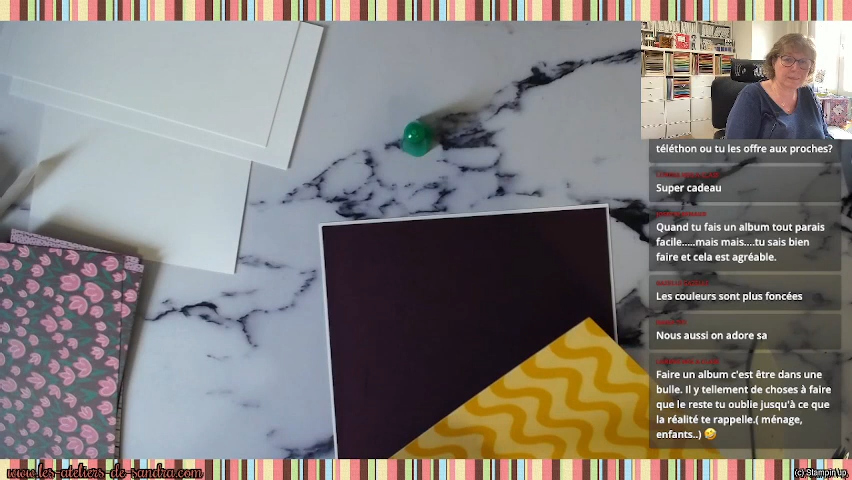 téléthon ou tu les offre aux proches?
Super cadeau
Quand tu fais un album tout parais
facile.....mais mais....tu sais bien
faire et cela est agréable.
Les couleurs sont plus foncées
Nous aussi on adore sa
Faire un album c'est être dans une
bulle. Il y tellement de choses à faire
que le reste tu oublie jusqu'à ce que
la réalité te rappelle.( ménage,
enfants..) 🤣
www.les-ateliers-de-sandra.com
(c) Stampin'up